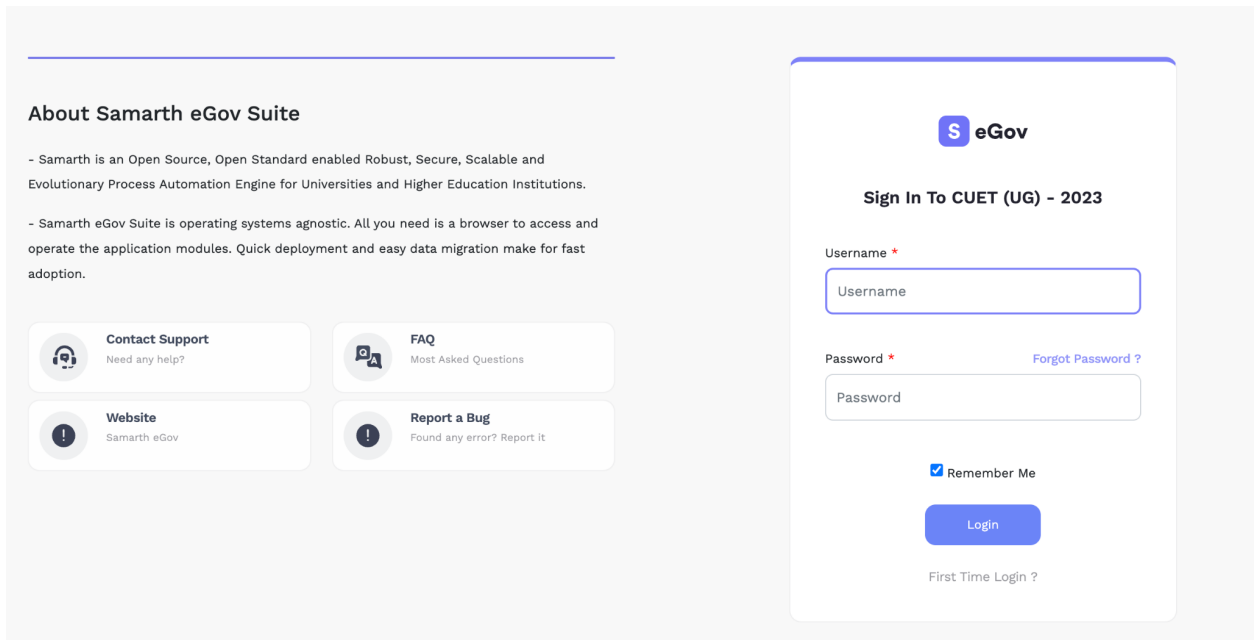 About Samarth eGov Suite
- Samarth is an Open Source, Open Standard enabled Robust, Secure, Scalable and
Evolutionary Process Automation Engine for Universities and Higher Education Institutions.
- Samarth eGov Suite is operating systems agnostic. All you need is a browser to access and
operate the application modules. Quick deployment and easy data migration make for fast
adoption.
Contact Support
Need any help?
FAQ
Most Asked Questions
Website
Samarth eGov
Report a Bug
Found any error? Report it
S eGov
Sign In To CUET (UG) - 2023
Username *
Username
Password * Forgot Password ?
Password
Remember Me
Login
First Time Login ?